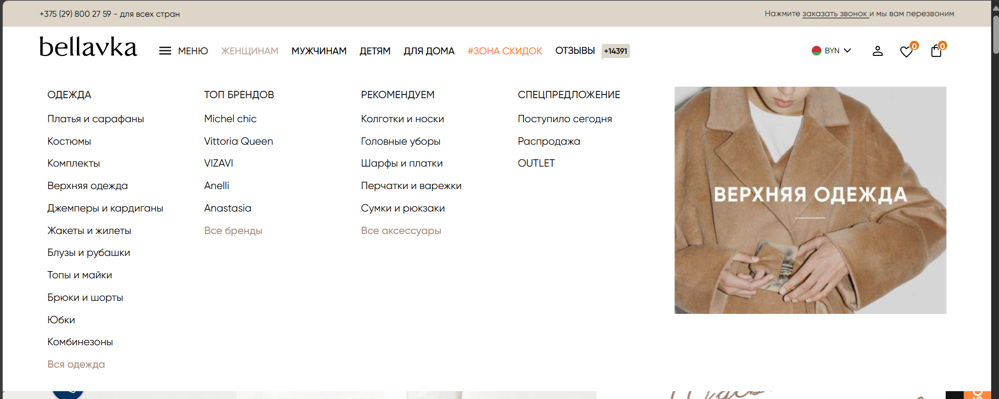 +375 (29) 800 27 59 - для всех стран
Нажмите заказать звонок и мы вам перезвоним
bellavka
МЕНЮ
ЖЕНЩИНАМ
МУЖЧИНАМ
ДЕТЯМ
ДЛЯ ДОМА
#ЗОНА СКИДОК
ОТЗЫВЫ
+14391
BYN
0
0
ОДЕЖДА
Платья и сарафаны
Костюмы
Комплекты
Верхняя одежда
Джемперы и кардиганы
Жакеты и жилеты
Блузы и рубашки
Топы и майки
Брюки и шорты
Юбки
Комбинезоны
Вся одежда
ТОП БРЕНДОВ
Michel chic
Vittoria Queen
VIZAVI
Anelli
Anastasia
Все бренды
РЕКОМЕНДУЕМ
Колготки и носки
Головные уборы
Шарфы и платки
Перчатки и варежки
Сумки и рюкзаки
Все аксессуары
СПЕЦПРЕДЛОЖЕНИЕ
Поступило сегодня
Распродажа
OUTLET
ВЕРХНЯЯ ОДЕЖДА